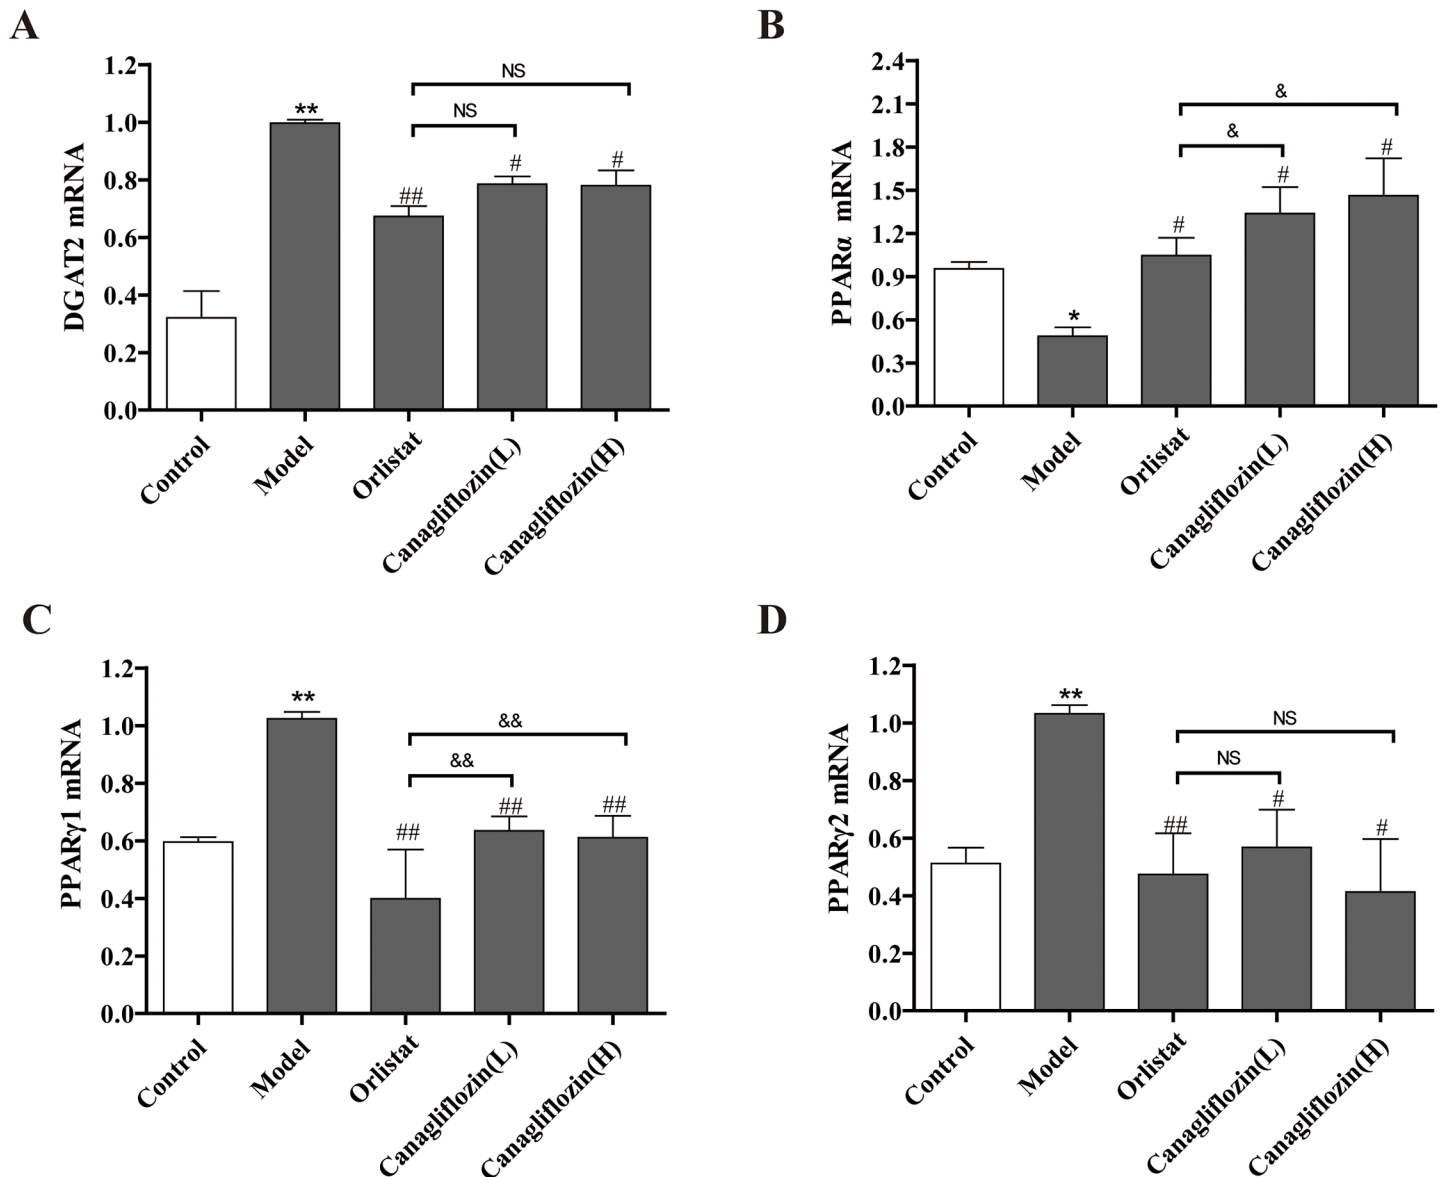 A
DGAT2 mRNA
1.2
1.0
0.8
0.6
0.4
0.2
0.0
**
##
#
#
NS
NS
Control
Model
Orlistat
Canagliflozin(L)
Canagliflozin(H)
B
PPARα mRNA
2.4
2.1
1.8
1.5
1.2
0.9
0.6
0.3
0.0
*
#
#
#
&
&
Control
Model
Orlistat
Canagliflozin(L)
Canagliflozin(H)
C
PPARγ1 mRNA
1.2
1.0
0.8
0.6
0.4
0.2
0.0
**
##
##
##
&&
&&
Control
Model
Orlistat
Canagliflozin(L)
Canagliflozin(H)
D
PPARγ2 mRNA
1.2
1.0
0.8
0.6
0.4
0.2
0.0
**
##
#
#
NS
NS
Control
Model
Orlistat
Canagliflozin(L)
Canagliflozin(H)